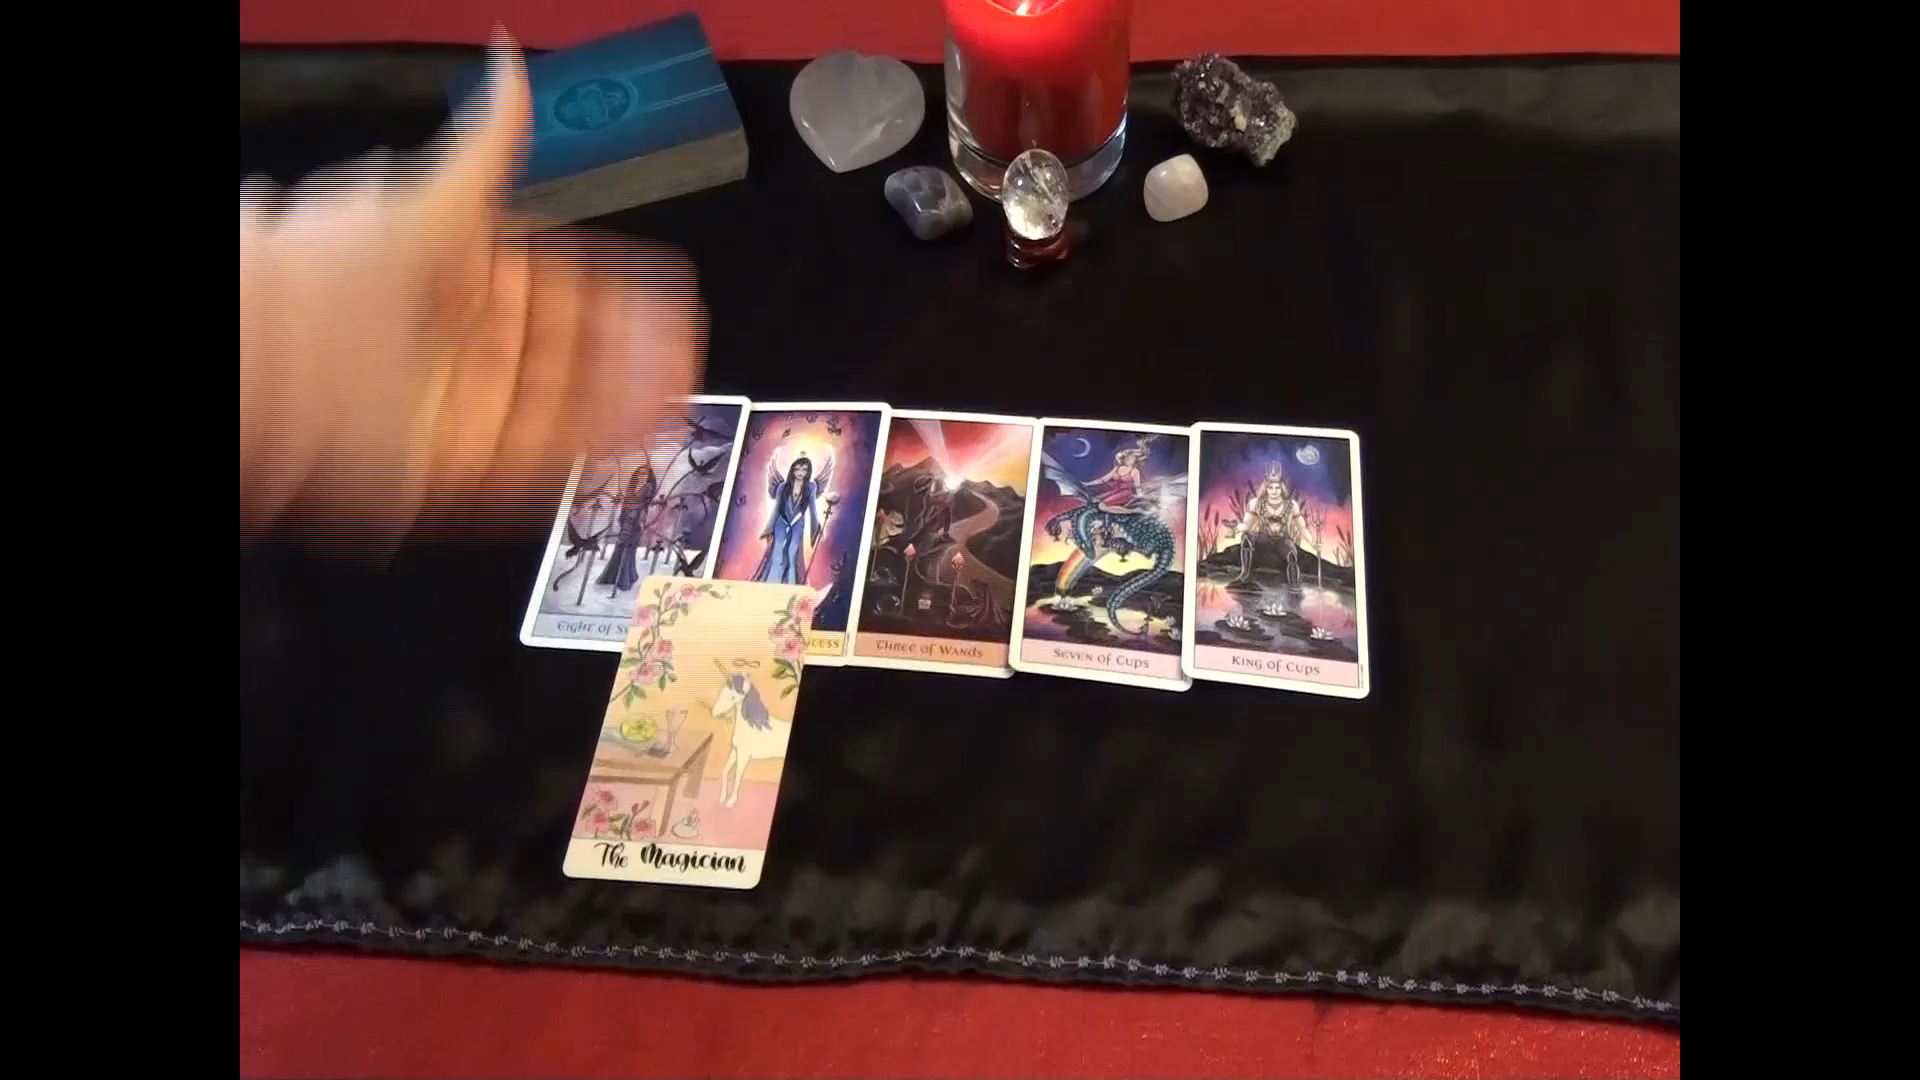 Eight of
Three of Wands
Seven of Cups
King of Cups
The Magician